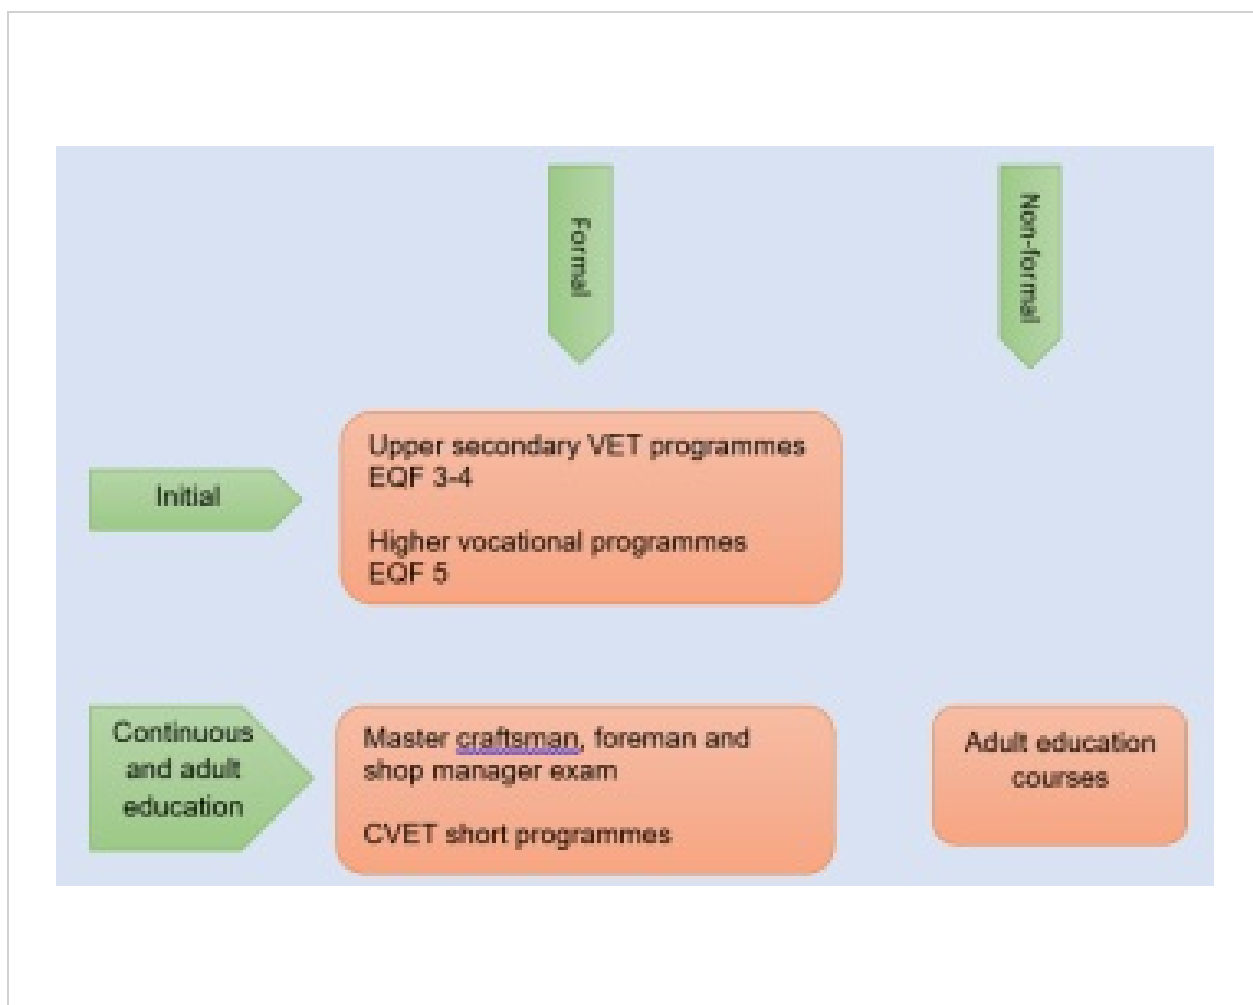 Formal
Non-formal
Initial
Upper secondary VET programmes
EQF 3-4
Higher vocational programmes
EQF 5
Continuous
and adult
education
Master craftsman, foreman and
shop manager exam
CVET short programmes
Adult education
courses